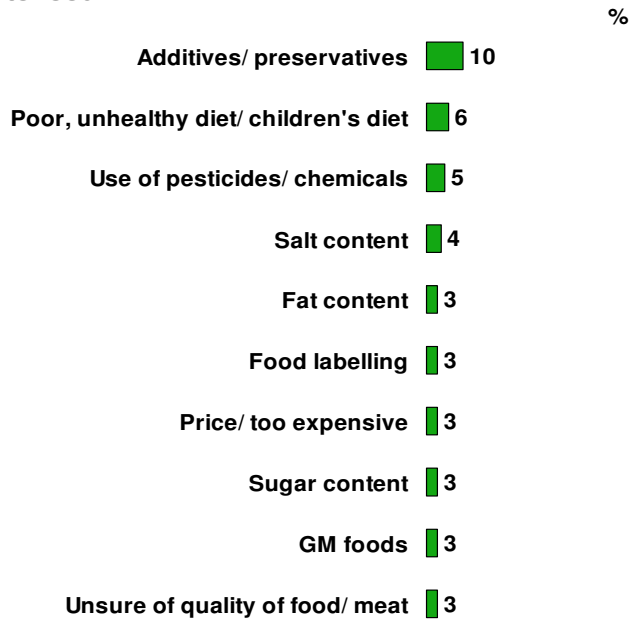 %
Additives/ preservatives 10
Poor, unhealthy diet/ children's diet 6
Use of pesticides/ chemicals 5
Salt content 4
Fat content 3
Food labelling 3
Price/ too expensive 3
Sugar content 3
GM foods 3
Unsure of quality of food/ meat 3